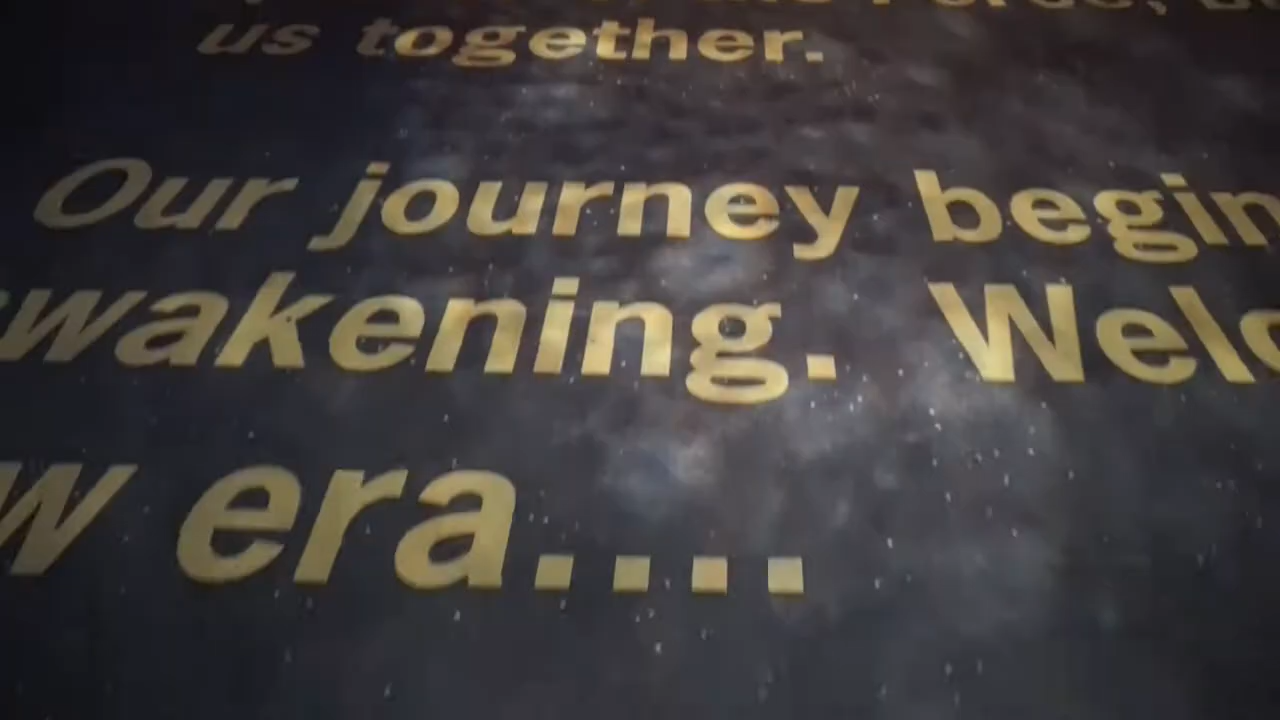 us together.
Our journey begin
wakening. Welc
w era....